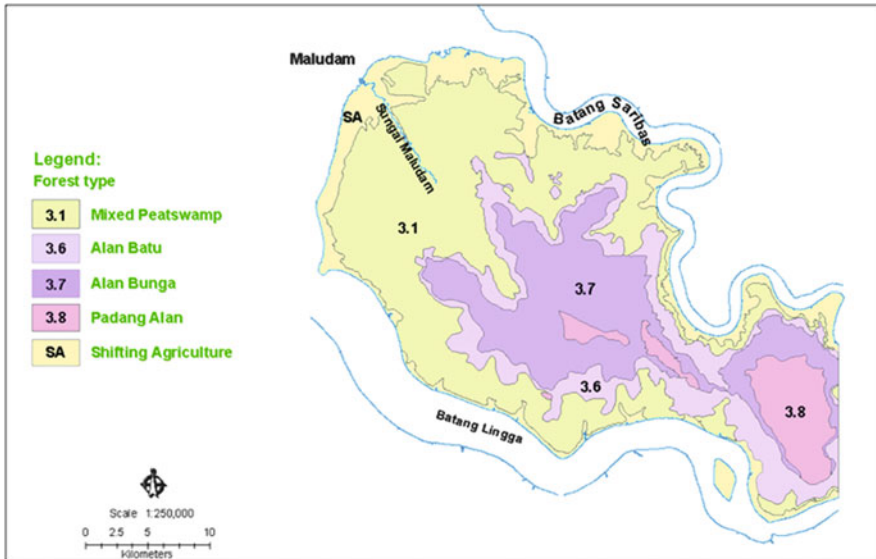 Maludam
SA
Sungai Maludam
Batang Saribas
3.1
3.7
3.6
3.8
Batang Lingga
Legend:
Forest type
3.1 Mixed Peatswamp
3.6 Alan Batu
3.7 Alan Bunga
3.8 Padang Alan
SA Shifting Agriculture
Scale 1:250,000
0 2.5 5 10
Kilometers